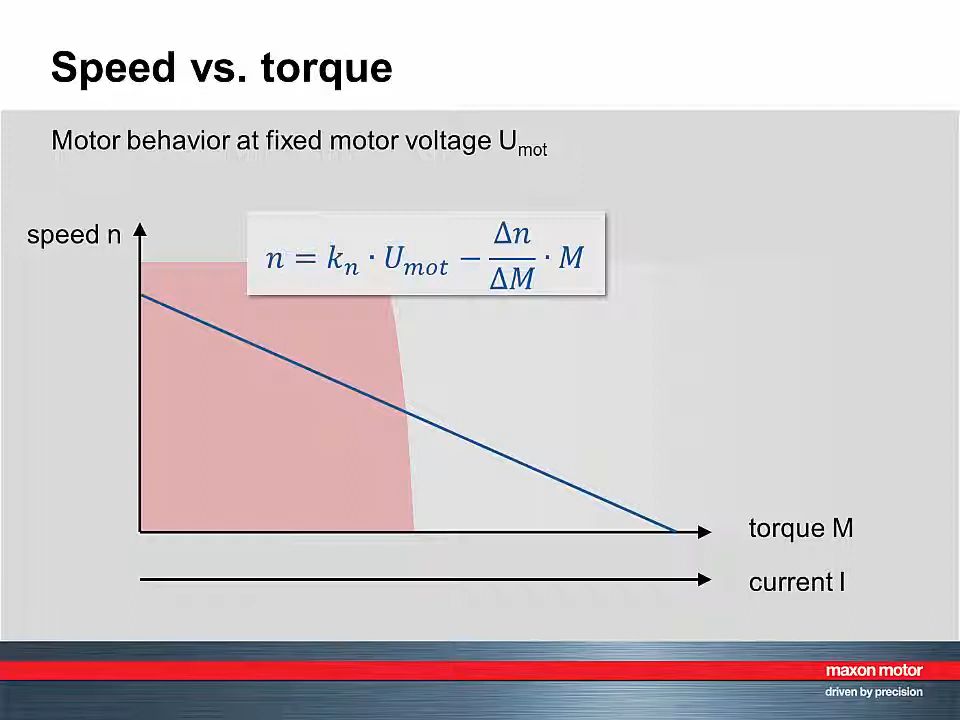 Speed vs. torque
Motor behavior at fixed motor voltage Umot
speed n
n = kn · Umot − Δn/ΔM · M
torque M
current I
maxon motor
driven by precision